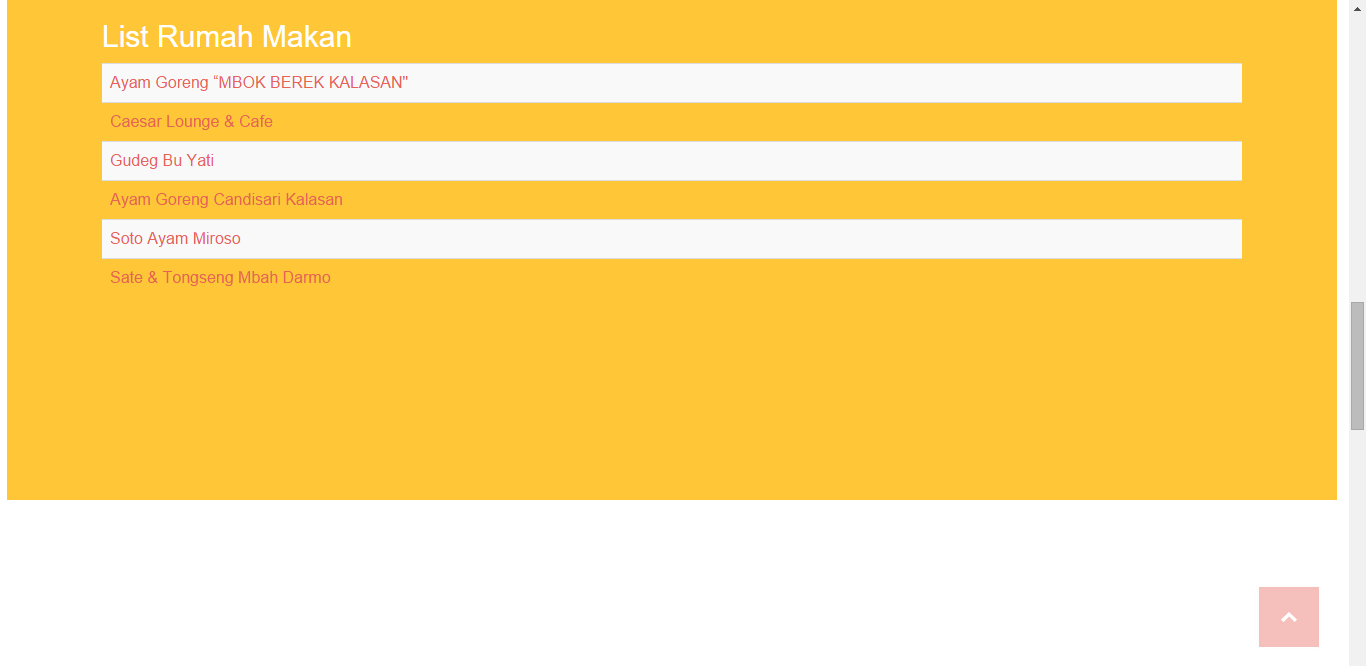 List Rumah Makan
Ayam Goreng “MBOK BEREK KALASAN"
Caesar Lounge & Cafe
Gudeg Bu Yati
Ayam Goreng Candisari Kalasan
Soto Ayam Miroso
Sate & Tongseng Mbah Darmo